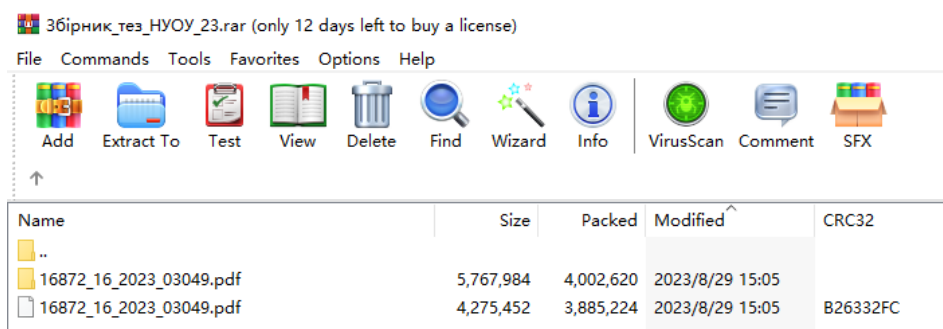 Збірник_тез_НУОУ_23.rar (only 12 days left to buy a license)
File Commands Tools Favorites Options Help
Add Extract To Test View Delete Find Wizard Info VirusScan Comment SFX
Name Size Packed Modified CRC32
..
16872_16_2023_03049.pdf 5,767,984 4,002,620 2023/8/29 15:05
16872_16_2023_03049.pdf 4,275,452 3,885,224 2023/8/29 15:05 B26332FC